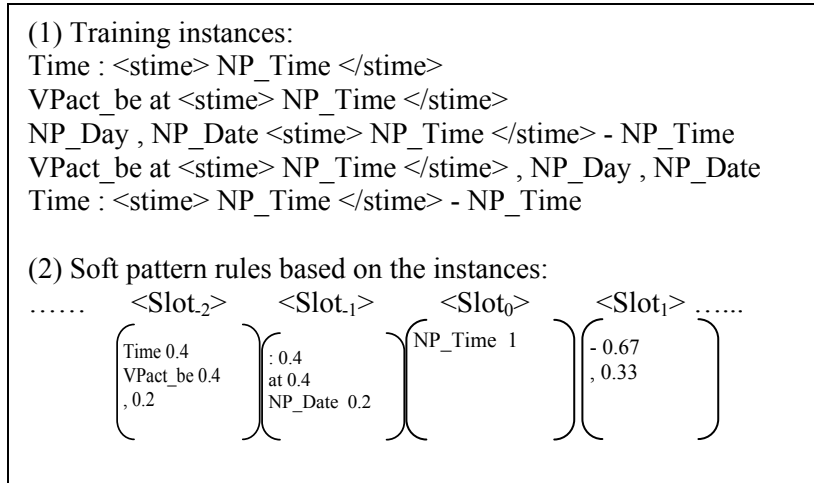 (1) Training instances:
Time : <stime> NP_Time </stime>
VPact_be at <stime> NP_Time </stime>
NP_Day , NP_Date <stime> NP_Time </stime> - NP_Time
VPact_be at <stime> NP_Time </stime> , NP_Day , NP_Date
Time : <stime> NP_Time </stime> - NP_Time
(2) Soft pattern rules based on the instances:
…… <Slot-2> <Slot-1> <Slot0> <Slot1> …...
Time 0.4
VPact_be 0.4
, 0.2
: 0.4
at 0.4
NP_Date 0.2
NP_Time 1
- 0.67
, 0.33